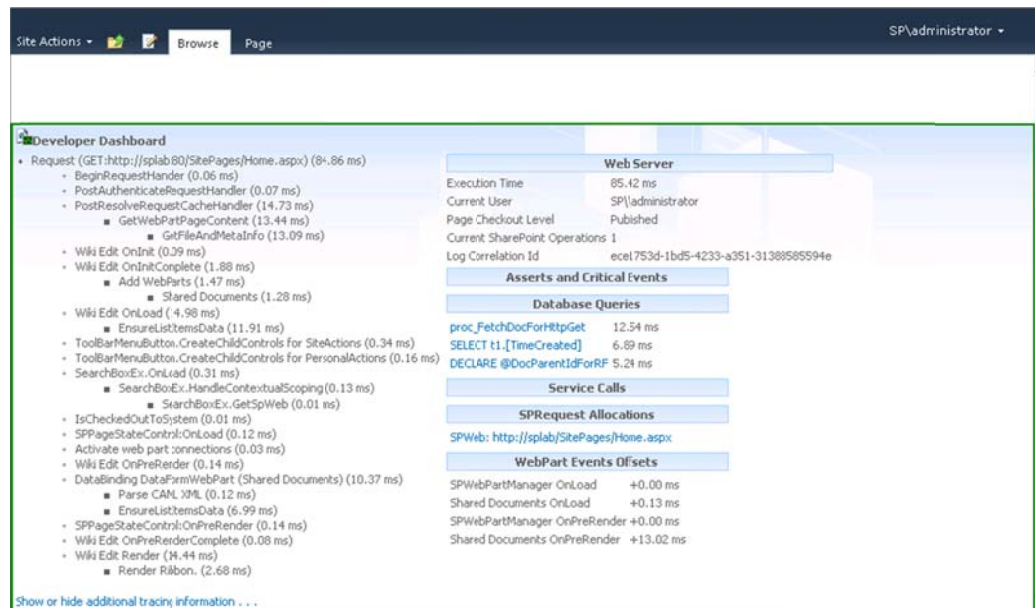 Site Actions
Browse
Page
SP\administrator
Developer Dashboard
Request (GET:http://splab:80/SitePages/Home.aspx) (84.86 ms)
BeginRequestHander (0.06 ms)
PostAuthenticateRequestHandler (0.07 ms)
PostResolveRequestCacheHandler (14.73 ms)
GetWebPartPageContent (13.44 ms)
GetFileAndMetaInfo (13.09 ms)
Wiki Edit OnInit (0.09 ms)
Wiki Edit OnInitComplete (1.88 ms)
Add WebParts (1.47 ms)
Shared Documents (1.28 ms)
Wiki Edit OnLoad (14.98 ms)
EnsureListItemsData (11.91 ms)
ToolBarMenuButton.CreateChildControls for SiteActions (0.34 ms)
ToolBarMenuButton.CreateChildControls for PersonalActions (0.16 ms)
SearchBoxEx.OnLoad (0.31 ms)
SearchBoxEx.HandleContextualScoping(0.13 ms)
SearchBoxEx.GetSpWeb (0.01 ms)
IsCheckedOutToSystem (0.01 ms)
SPPageStateControl:OnLoad (0.12 ms)
Activate web part connections (0.03 ms)
Wiki Edit OnPreRender (0.14 ms)
DataBinding DataFormWebPart (Shared Documents) (10.37 ms)
Parse CAML XML (0.12 ms)
EnsureListItemsData (6.99 ms)
SPPageStateControl:OnPreRender (0.14 ms)
Wiki Edit OnPreRenderComplete (0.08 ms)
Wiki Edit Render (14.44 ms)
Render Ribbon. (2.68 ms)
Show or hide additional tracing information . . .
Web Server
Execution Time 85.42 ms
Current User SP\administrator
Page Checkout Level Published
Current SharePoint Operations 1
Log Correlation Id
Asserts and Critical Events
Database Queries
proc_FetchDocForHttpGet 12.54 ms
SELECT t1.[TimeCreated] 6.89 ms
DECLARE @DocParentIdForRF 5.24 ms
Service Calls
SPRequest Allocations
SPWeb: http://splab/SitePages/Home.aspx
WebPart Events Offsets
SPWebPartManager OnLoad +0.00 ms
Shared Documents OnLoad +0.13 ms
SPWebPartManager OnPreRender +0.00 ms
Shared Documents OnPreRender +13.02 ms